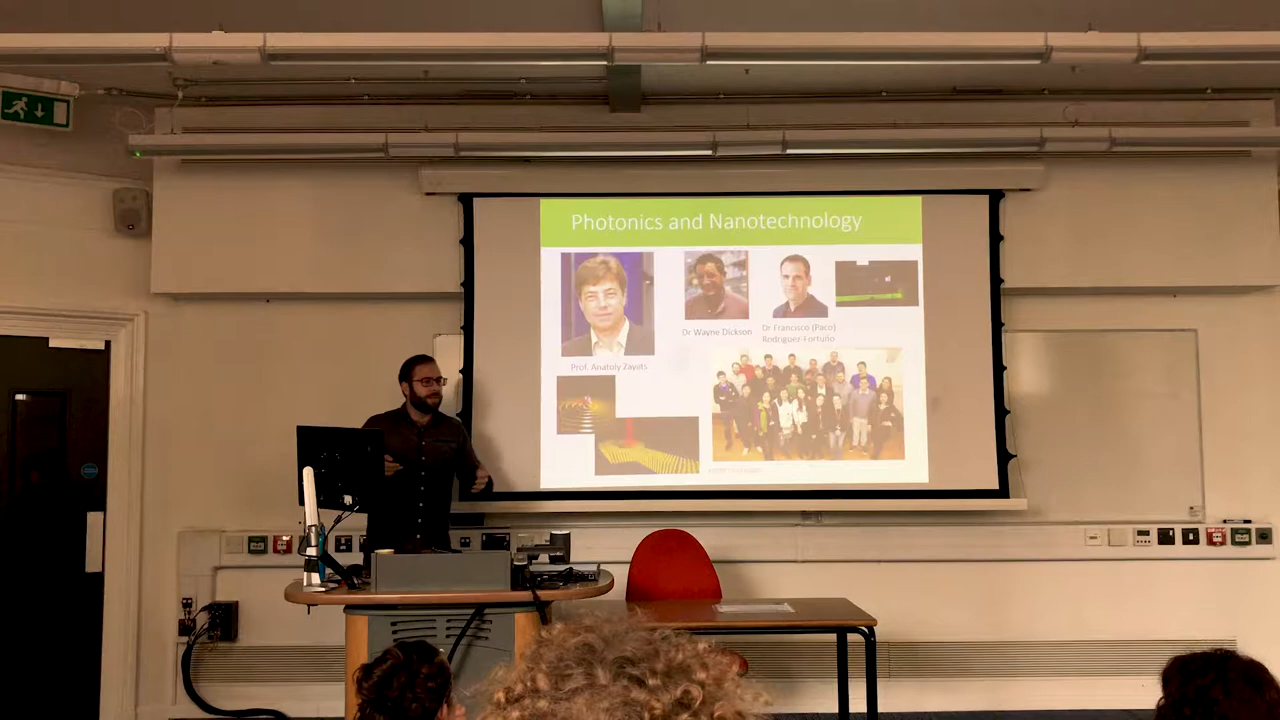 Photonics and Nanotechnology
Prof. Anatoly Zayats
Dr Wayne Dickson
Dr Francisco (Paco)
Rodríguez-Fortuño